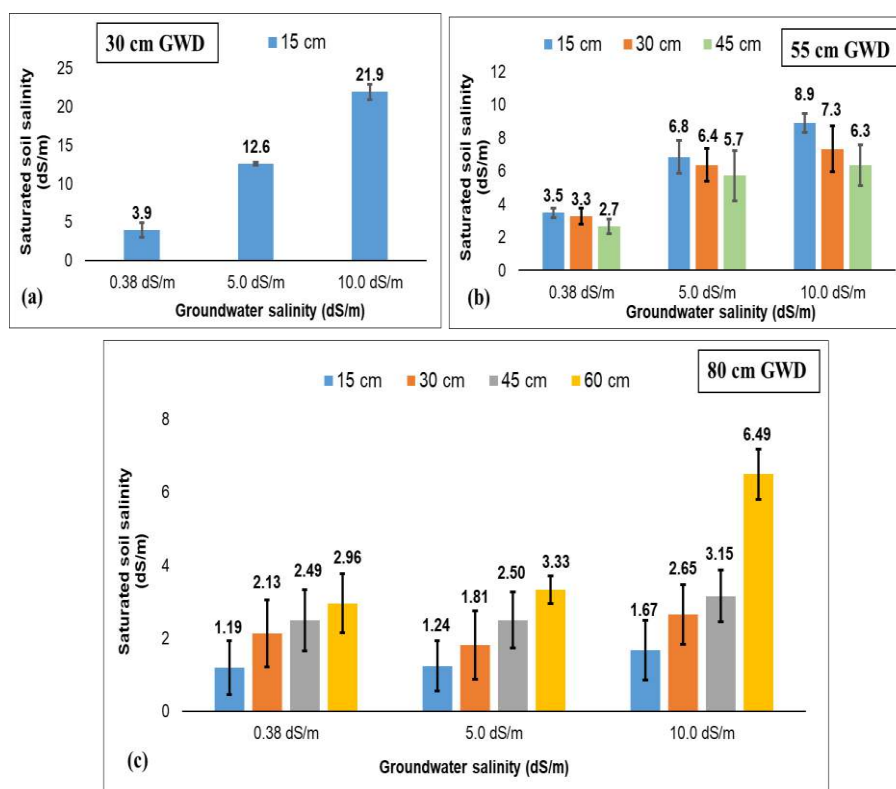 30 cm GWD
15 cm
Saturated soil salinity
(dS/m)
25
20
15
10
5
0
3.9
12.6
21.9
0.38 dS/m
5.0 dS/m
10.0 dS/m
(a)
Groundwater salinity (dS/m)
15 cm
30 cm
45 cm
55 cm GWD
Saturated soil salinity
(dS/m)
12
10
8
6
4
2
0
3.5
3.3
2.7
6.8
6.4
5.7
8.9
7.3
6.3
0.38 dS/m
5.0 dS/m
10.0 dS/m
(b)
Groundwater salinity (dS/m)
80 cm GWD
15 cm
30 cm
45 cm
60 cm
Saturated soil salinity
(dS/m)
8
6
4
2
0
1.19
2.13
2.49
2.96
1.24
1.81
2.50
3.33
1.67
2.65
3.15
6.49
0.38 dS/m
5.0 dS/m
10.0 dS/m
(c)
Groundwater salinity (dS/m)